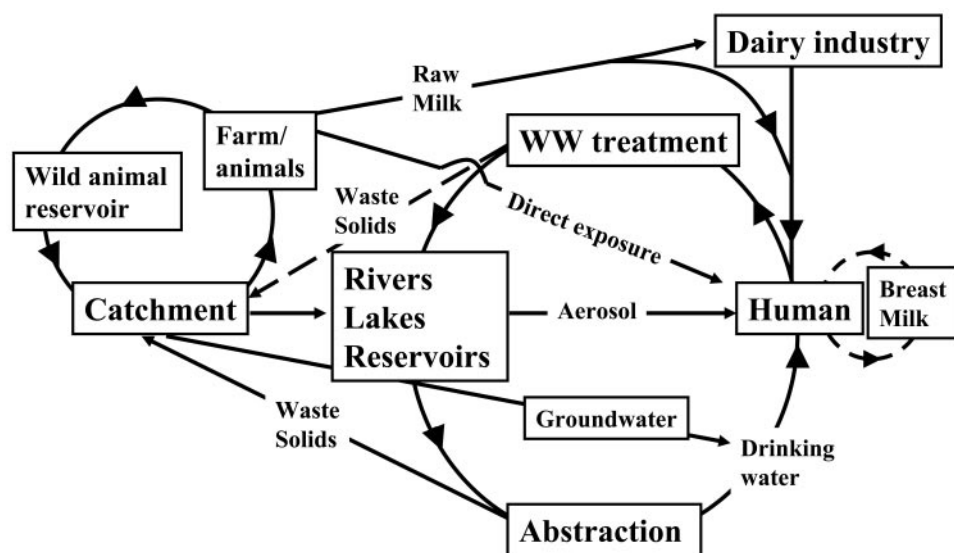 Dairy industry
Raw
Milk
Farm/
animals
WW treatment
Wild animal
reservoir
Waste
Solids
Direct exposure
Catchment
Rivers
Lakes
Reservoirs
Aerosol
Human
Breast
Milk
Waste
Solids
Groundwater
Drinking
water
Abstraction